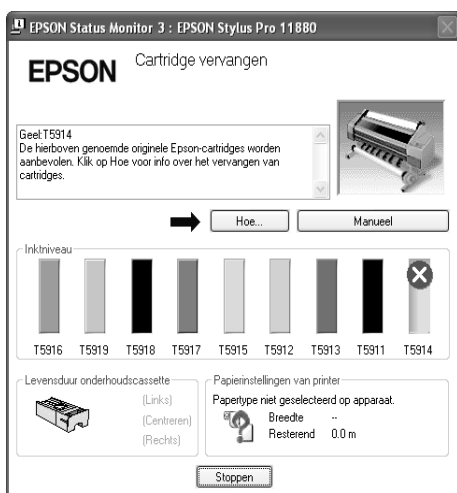 EPSON Status Monitor 3 : EPSON Stylus Pro 11880
EPSON
Cartridge vervangen
Geel:T5914
De hierboven genoemde originele Epson-cartridges worden
aanbevolen. Klik op Hoe voor info over het vervangen van
cartridges.
Hoe...
Manueel
Inktniveau
T5916 T5919 T5918 T5917 T5915 T5912 T5913 T5911 T5914
Levensduur onderhoudscassette
(Links)
(Centreren)
(Rechts)
Papierinstellingen van printer
Papertype niet geselecteerd op apparaat.
Breedte --
Resterend 0.0 m
Stoppen